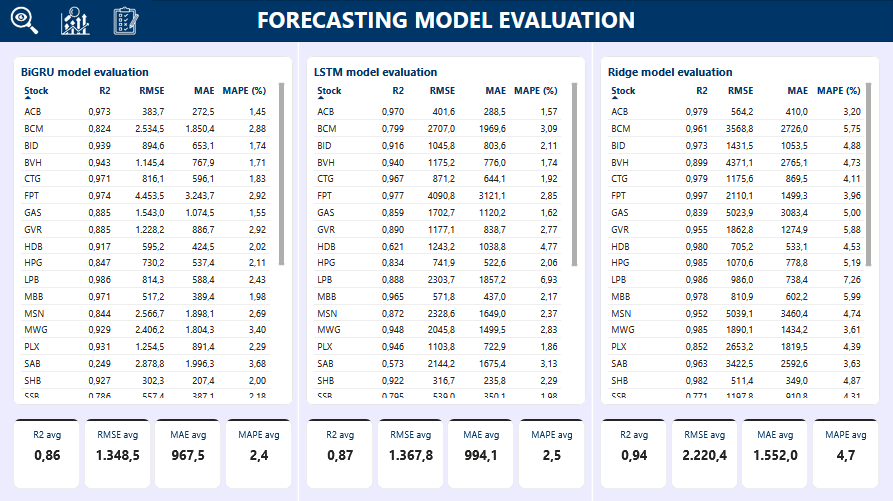 FORECASTING MODEL EVALUATION
BiGRU model evaluation
Stock R2 RMSE MAE MAPE (%)
ACB 0,973 383,7 272,5 1,45
BCM 0,824 2.534,5 1.850,4 2,88
BID 0,939 894,6 653,1 1,74
BVH 0,943 1.145,4 767,9 1,71
CTG 0,971 816,1 596,1 1,83
FPT 0,974 4.453,5 3.243,7 2,92
GAS 0,885 1.543,0 1.074,5 1,55
GVR 0,885 1.228,2 886,7 2,92
HDB 0,917 595,2 424,5 2,02
HPG 0,847 730,2 537,4 2,11
LPB 0,986 814,3 588,4 2,43
MBB 0,971 517,2 389,4 1,98
MSN 0,844 2.566,7 1.898,1 2,69
MWG 0,929 2.406,2 1.804,3 3,40
PLX 0,931 1.254,5 891,4 2,29
SAB 0,249 2.878,8 1.996,3 3,68
SHB 0,927 302,3 207,4 2,00
SSB 0,786 557,4 387,1 2,18
R2 avg RMSE avg MAE avg MAPE avg
0,86 1.348,5 967,5 2,4
LSTM model evaluation
Stock R2 RMSE MAE MAPE (%)
ACB 0,970 401,6 288,5 1,57
BCM 0,799 2707,0 1969,6 3,09
BID 0,916 1045,8 803,6 2,11
BVH 0,940 1175,2 776,0 1,74
CTG 0,967 871,2 644,1 1,92
FPT 0,977 4090,8 3121,1 2,85
GAS 0,859 1702,7 1120,2 1,62
GVR 0,890 1177,1 838,7 2,77
HDB 0,621 1243,2 1038,8 4,77
HPG 0,834 741,9 522,6 2,06
LPB 0,888 2303,7 1857,2 6,93
MBB 0,965 571,8 437,0 2,17
MSN 0,872 2328,6 1649,0 2,37
MWG 0,948 2045,8 1499,5 2,83
PLX 0,946 1103,8 722,9 1,86
SAB 0,573 2144,2 1675,4 3,13
SHB 0,922 316,7 235,8 2,29
SSB 0,795 539,0 350,1 1,98
R2 avg RMSE avg MAE avg MAPE avg
0,87 1.367,8 994,1 2,5
Ridge model evaluation
Stock R2 RMSE MAE MAPE (%)
ACB 0,979 564,2 410,0 3,20
BCM 0,961 3568,8 2726,0 5,75
BID 0,973 1431,5 1053,5 4,88
BVH 0,899 4371,1 2765,1 4,73
CTG 0,979 1175,6 869,5 4,11
FPT 0,997 2110,1 1499,3 3,96
GAS 0,839 5023,9 3083,4 5,00
GVR 0,955 1862,8 1274,9 5,88
HDB 0,980 705,2 533,1 4,53
HPG 0,985 1070,6 778,8 5,19
LPB 0,986 986,0 738,4 7,26
MBB 0,978 810,9 602,2 5,99
MSN 0,952 5039,1 3460,4 4,74
MWG 0,985 1890,1 1434,2 3,61
PLX 0,852 2653,2 1819,5 4,39
SAB 0,963 3422,5 2592,6 3,63
SHB 0,982 511,4 349,0 4,87
SSB 0,771 1197,8 910,8 4,31
R2 avg RMSE avg MAE avg MAPE avg
0,94 2.220,4 1.552,0 4,7